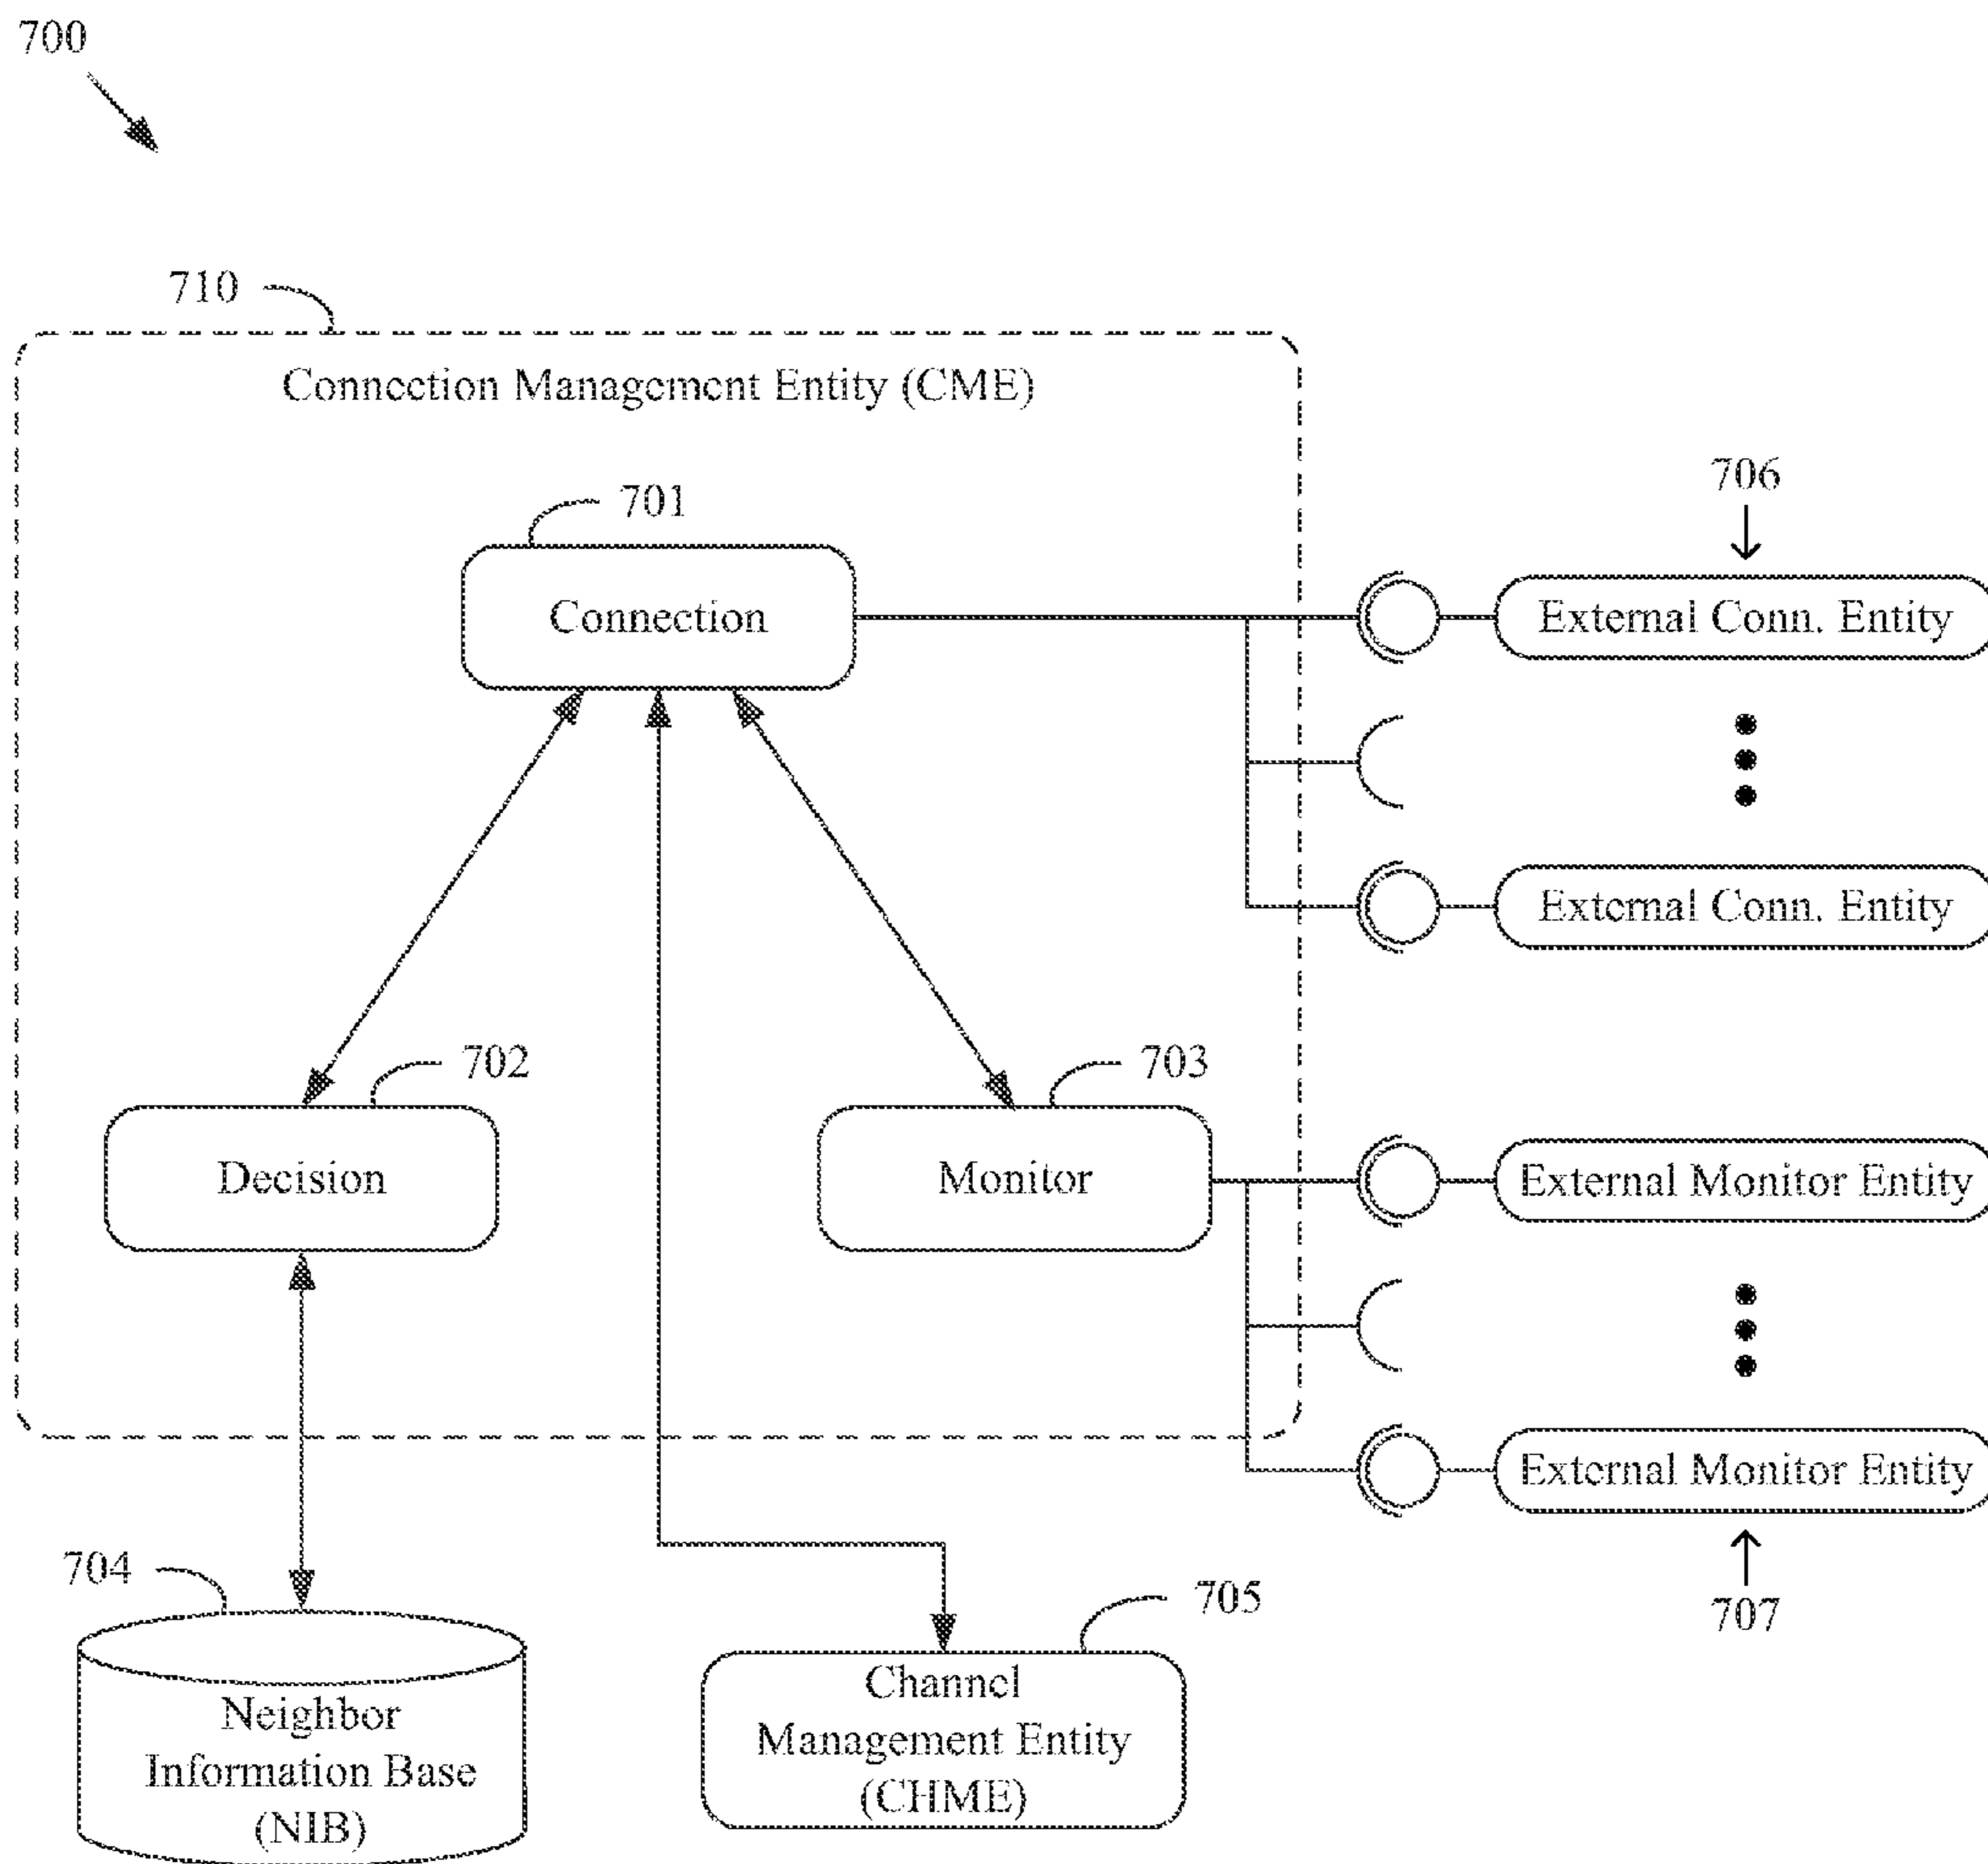 700
710
Connection Management Entity (CME)
701
706
Connection
External Conn. Entity
External Conn. Entity
702
703
Decision
Monitor
External Monitor Entity
External Monitor Entity
704
705
707
Neighbor
Information Base
(NIB)
Channel
Management Entity
(CHME)